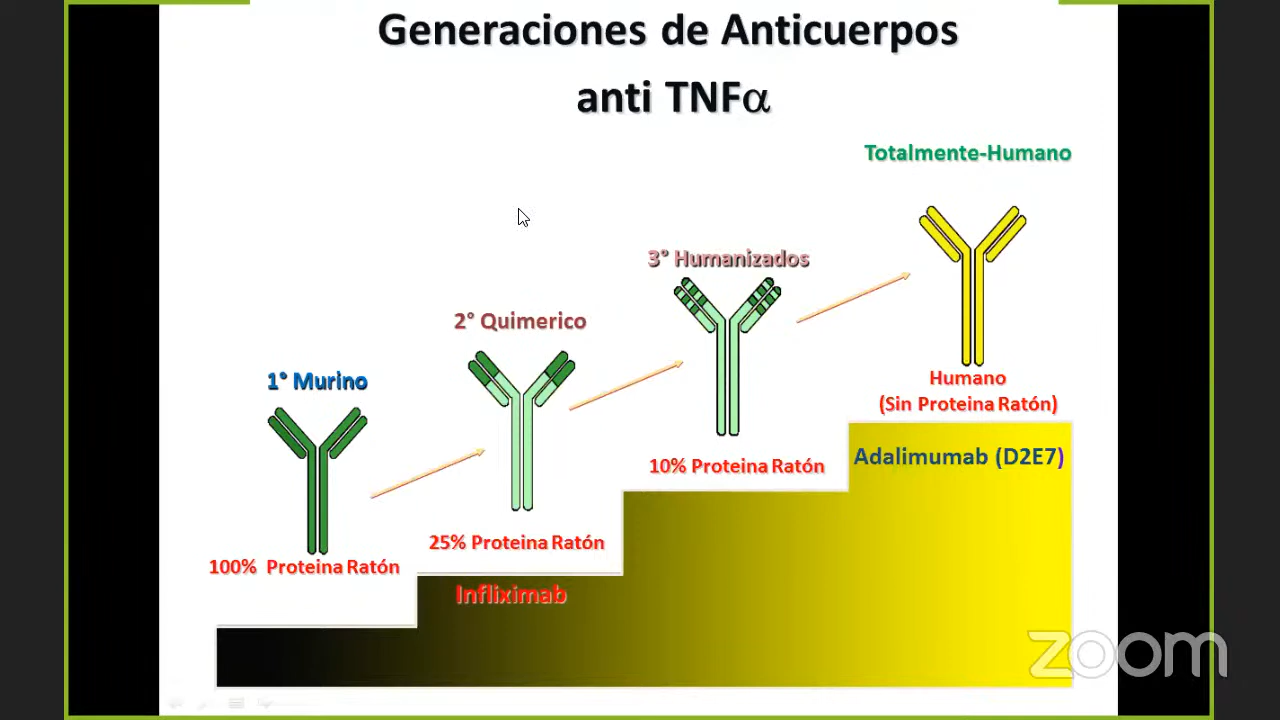 Generaciones de Anticuerpos
anti TNFα
Totalmente-Humano
3° Humanizados
2° Quimerico
1° Murino
Humano
(Sin Proteina Ratón)
Adalimumab (D2E7)
10% Proteina Ratón
25% Proteina Ratón
100% Proteina Ratón
Infliximab
zoom